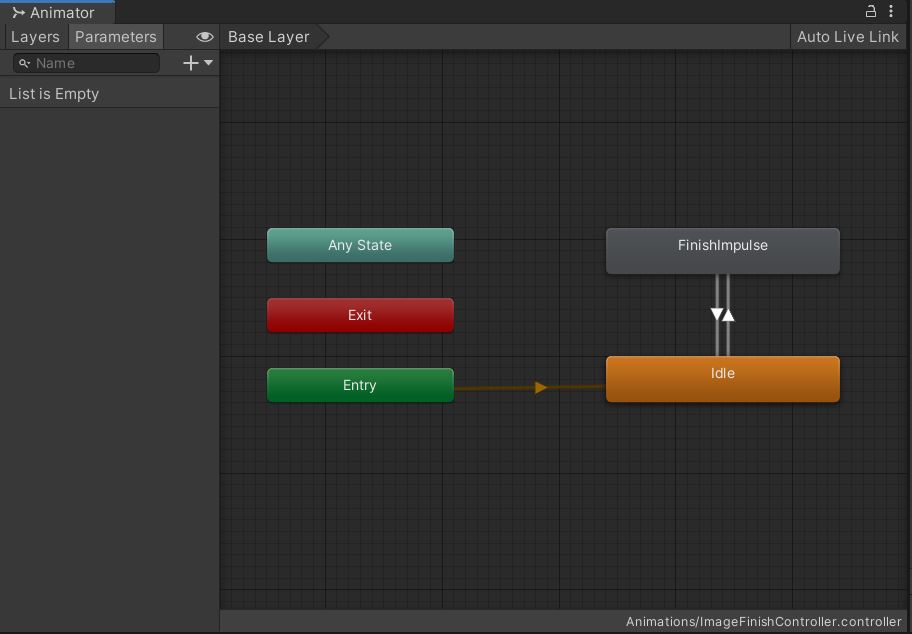 Animator
Layers Parameters Base Layer Auto Live Link
Name
List is Empty
Any State
FinishImpulse
Exit
Idle
Entry
Animations/ImageFinishController.controller